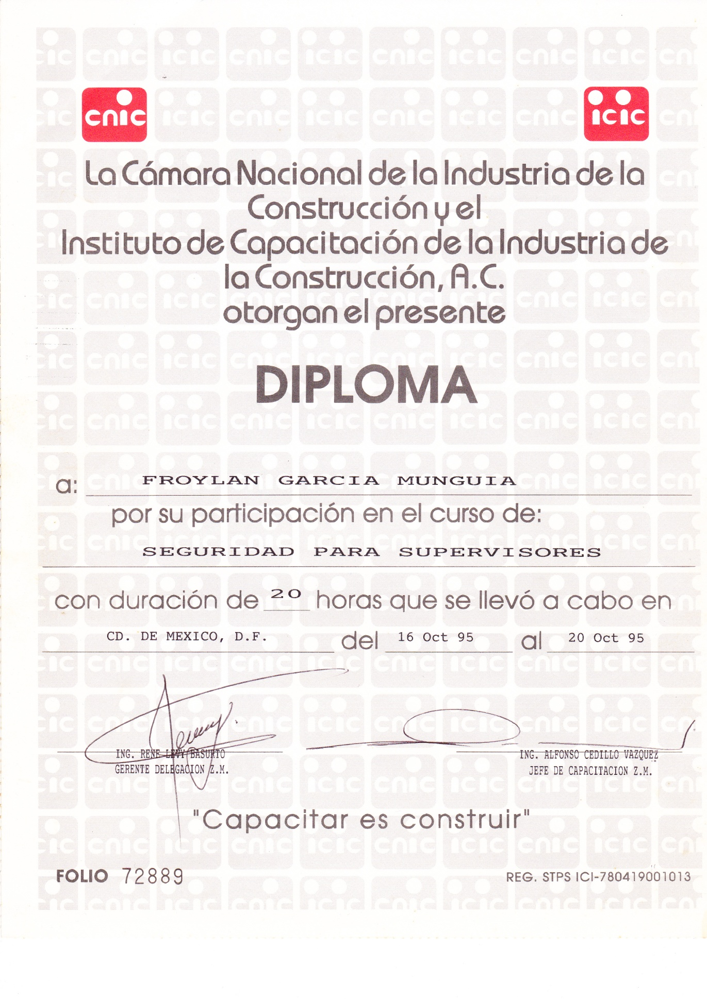 cnic
icic
La Cámara Nacional de la Industria de la
Construcción y el
Instituto de Capacitación de la Industria de
la Construcción, A.C.
otorgan el presente
DIPLOMA
a: FROYLAN GARCIA MUNGUIA
por su participación en el curso de:
SEGURIDAD PARA SUPERVISORES
con duración de 20 horas que se llevó a cabo en
CD. DE MEXICO, D.F. del 16 Oct 95 al 20 Oct 95
ING. RENE LEVY BASURTO
GERENTE DELEGACION Z.M.
ING. ALFONSO CEDILLO VAZQUEZ
JEFE DE CAPACITACION Z.M.
"Capacitar es construir"
FOLIO 72889
REG. STPS ICI-780419001013